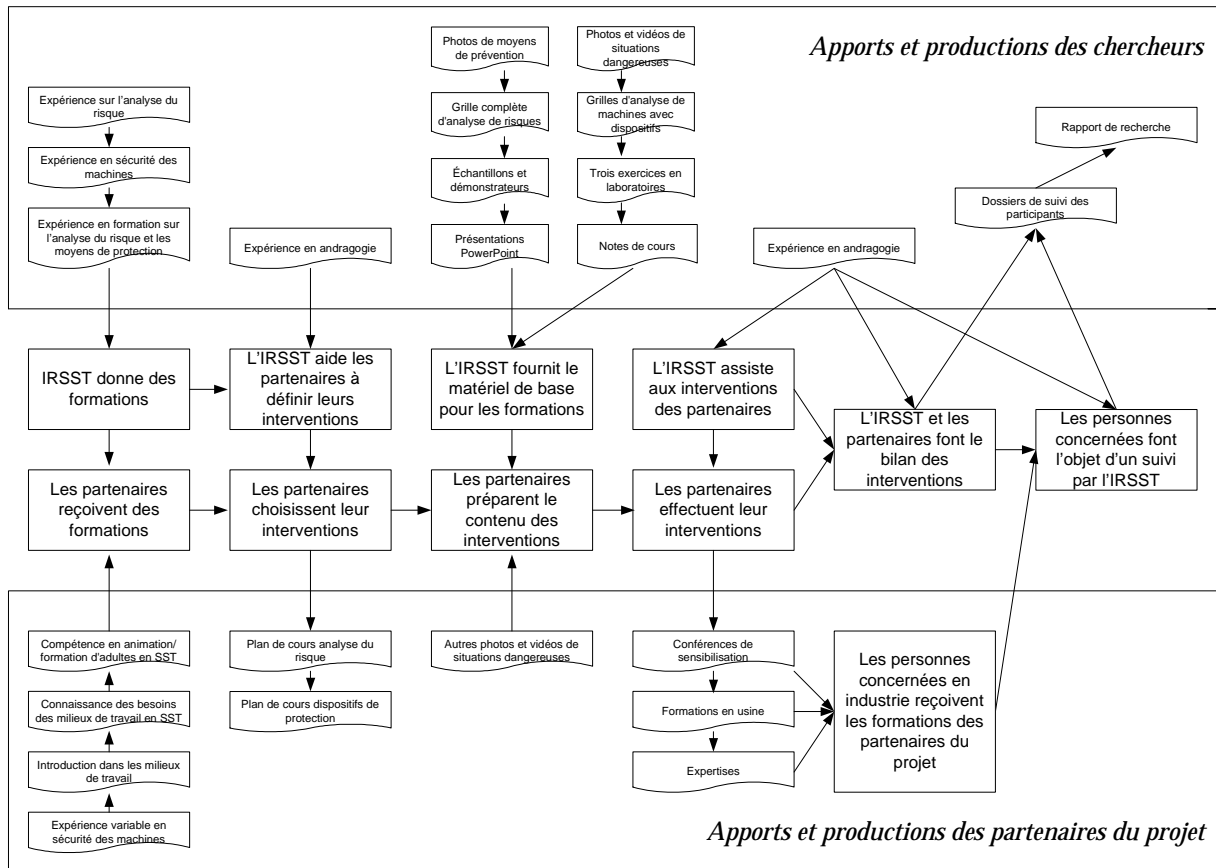 Apports et productions des chercheurs
Photos de moyens
de prévention
Photos et vidéos de
situations
dangereuses
Expérience sur l'analyse du
risque
Grille complète
d'analyse de risques
Grilles d'analyse de
machines avec
dispositifs
Rapport de recherche
Expérience en sécurité des
machines
Échantillons et
démonstrateurs
Trois exercices en
laboratoires
Dossiers de suivi des
participants
Expérience en formation sur
l'analyse du risque et les
moyens de protection
Expérience en andragogie
Présentations
PowerPoint
Notes de cours
Expérience en andragogie
IRSST donne des
formations
L'IRSST aide les
partenaires à
définir leurs
interventions
L'IRSST fournit le
matériel de base
pour les formations
L'IRSST assiste
aux interventions
des partenaires
L'IRSST et les
partenaires font le
bilan des
interventions
Les personnes
concernées font
l'objet d'un suivi
par l'IRSST
Les partenaires
reçoivent des
formations
Les partenaires
choisissent leur
interventions
Les partenaires
préparent le
contenu des
interventions
Les partenaires
effectuent leur
interventions
Compétence en animation/
formation d'adultes en SST
Plan de cours analyse du
risque
Autres photos et vidéos de
situations dangereuses
Conférences de
sensibilisation
Connaissance des besoins
des milieux de travail en SST
Plan de cours dispositifs de
protection
Formations en usine
Les personnes
concernées en
industrie reçoivent
les formations des
partenaires du
projet
Introduction dans les milieux
de travail
Expertises
Expérience variable en
sécurité des machines
Apports et productions des partenaires du projet